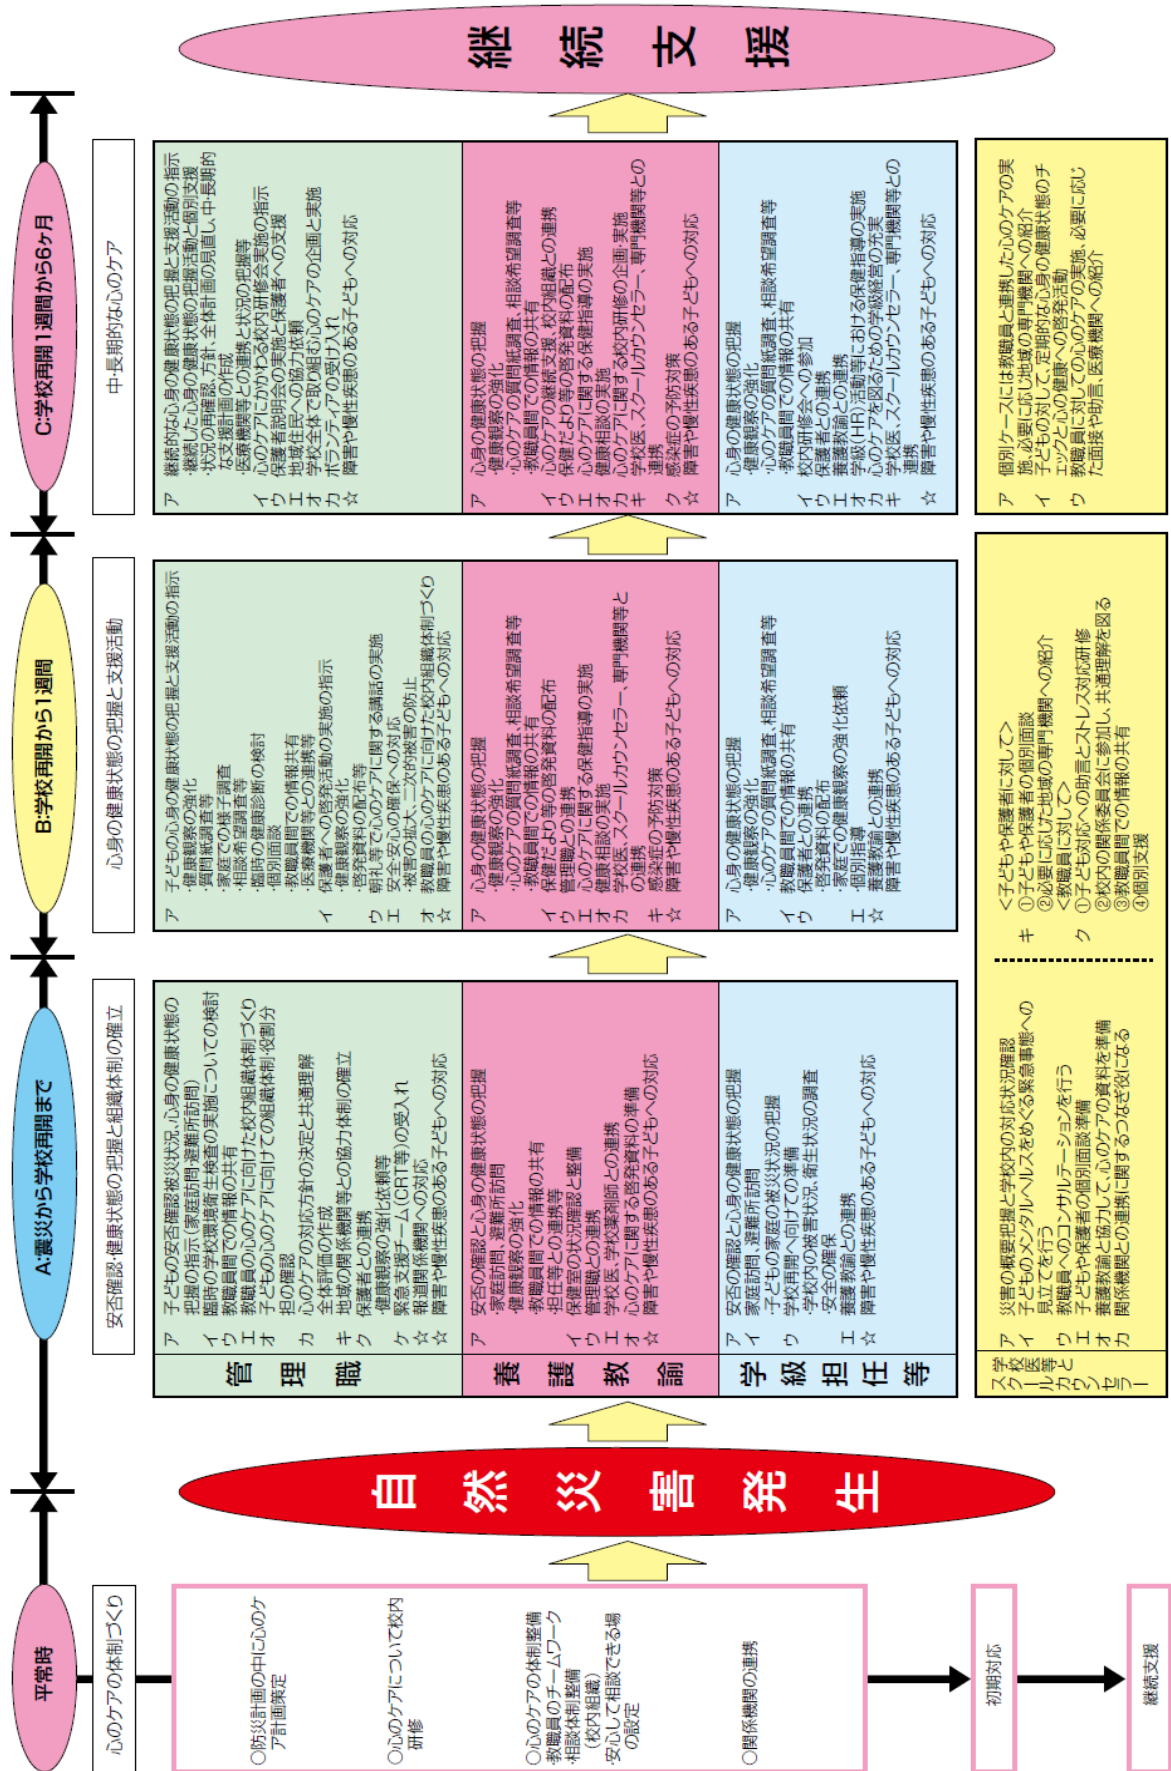 平常時
A:震災から学校再開まで
B:学校再開から1週間
C:学校再開1週間から6ヶ月
心のケアの体制づくり
安否確認・健康状態の把握と組織体制の確立
心身の健康状態の把握と支援活動
中・長期的な心のケア
○防災計画の中に心のケ
ア計画策定
○心のケアについて校内
研修
○心のケアの体制整備
・教職員のチームワーク
・相談体制整備
（校内組織）
・安心して相談できる場
の設定
○関係機関の連携
初期対応
継続支援
自然災害発生
管理職
ア 子どもの安否確認被災状況、心身の健康状態の
把握の指示（家庭訪問・避難所訪問）
イ 臨時の学校環境衛生検査の実施についての検討
ウ 教職員間での情報の共有
エ 教職員の心のケアに向けた校内組織体制づくり
オ 子どもの心のケアに向けての組織体制・役割分
担の確認
カ 心のケアの対応方針の決定と共通理解
全体評価の作成
キ 地域の関係機関等との協力体制の確立
ク 保護者との連携
・健康観察の強化依頼等
ケ 緊急支援チーム(CRT等)の受入れ
☆ 報道関係機関への対応
☆ 障害や慢性疾患のある子どもへの対応
ア 子どもの心身の健康状態の把握と支援活動の指示
・健康観察の強化
・質問紙調査等
・家庭での様子調査
・相談希望調査等
・臨時の健康診断の検討
・個別面談
・教職員間での情報共有
・医療機関等との連携等
イ 保護者への啓発活動の実施の指示
・健康観察の強化
・啓発資料の配布等
ウ 朝礼等で心のケアに関する講話の実施
エ 安全安心の確保への対応
・被害の拡大、二次的被害の防止
オ 教職員の心のケアに向けた校内組織体制づくり
☆ 障害や慢性疾患のある子どもへの対応
ア 継続的な心身の健康状態の把握と支援活動の指示
・継続した心身の健康状態の把握活動と個別支援
・状況の再確認、方針、全体計画の見直し、中・長期的
な支援計画の作成
・医療機関等との連携と状況の把握等
イ 心のケアにかかわる校内研修会実施の指示
ウ 保護者説明会の実施と保護者への支援
エ 地域住民への協力依頼
オ 学校全体で取り組む心のケアの企画と実施
カ ボランティアの受け入れ
☆ 障害や慢性疾患のある子どもへの対応
養護教諭
ア 安否の確認と心身の健康状態の把握
・家庭訪問、避難所訪問
・健康観察の強化
・教職員間での情報の共有
・担任等との連携等
イ 保健室の状況確認と整備
ウ 管理職との連携
エ 学校医、学校薬剤師との連携
オ 心のケアに関する啓発資料の準備
☆ 障害や慢性疾患のある子どもへの対応
ア 心身の健康状態の把握
・健康観察の強化
・心のケアの質問紙調査、相談希望調査等
・教職員間での情報の共有
イ 保健だより等の啓発資料の配布
ウ 管理職との連携
エ 心のケアに関する保健指導の実施
オ 健康相談の実施
カ 学校医、スクールカウンセラー、専門機関等と
の連携
キ 感染症の予防対策
☆ 障害や慢性疾患のある子どもへの対応
ア 心身の健康状態の把握
・健康観察の強化
・心のケアの質問紙調査、相談希望調査等
・教職員間での情報の共有
イ 心のケアの継続支援、校内組織との連携
ウ 保健だより等の啓発資料の配布
エ 心のケアに関する保健指導の実施
オ 健康相談の実施
カ 心のケアに関する校内研修の企画・実施
キ 学校医、スクールカウンセラー、専門機関等との
連携
ク 感染症の予防対策
☆ 障害や慢性疾患のある子どもへの対応
学級担任等
ア 安否の確認と心身の健康状態の把握
イ 家庭訪問、避難所訪問
・子どもの家庭の被災状況の把握
ウ 学校再開へ向けての準備
・学校内の被害状況、衛生状況の調査
・安全の確保
エ 養護教諭との連携
☆ 障害や慢性疾患のある子どもへの対応
ア 心身の健康状態の把握
・健康観察の強化
・心のケアの質問紙調査、相談希望調査等
イ 教職員間での情報の共有
ウ 保護者との連携
・啓発資料の配布
・家庭での健康観察の強化依頼
・個別指導
エ 養護教諭との連携
☆ 障害や慢性疾患のある子どもへの対応
ア 心身の健康状態の把握
・健康観察の強化
・心のケアの質問紙調査、相談希望調査等
・教職員間での情報の共有
イ 校内研修会への参加
ウ 保護者との連携
エ 養護教諭との連携
オ 学級(HR)活動等における保健指導の実施
カ 心のケアを図るための学級経営の充実
キ 学校医、スクールカウンセラー、専門機関等との
連携
☆ 障害や慢性疾患のある子どもへの対応
学校医等と
スクールカウンセラー
ア 災害の概要把握と学校内の対応状況確認
イ 子どものメンタルヘルスをめぐる緊急事態への
見立てを行う
ウ 教職員へのコンサルテーションを行う
エ 子どもや保護者の個別面談準備
オ 養護教諭と協力して、心のケアの資料を準備
カ 関係機関との連携に関するつなぎ役になる
キ <子どもや保護者に対して>
①子どもや保護者の個別面談
②必要に応じた地域の専門機関への紹介
ク <教職員に対して>
①子ども対応への助言とストレス対応研修
②校内の関係委員会に参加し、共通理解を図る
③教職員間での情報の共有
④個別支援
ア 個別ケースには教職員と連携した心のケアの実
施、必要に応じ地域の専門機関への紹介
イ 子どもに対して、定期的な心身の健康状態のチ
ェックと心の健康への啓発活動
ウ 教職員に対しての心のケアの実施、必要に応じ
た面接や助言、医療機関への紹介
継続支援